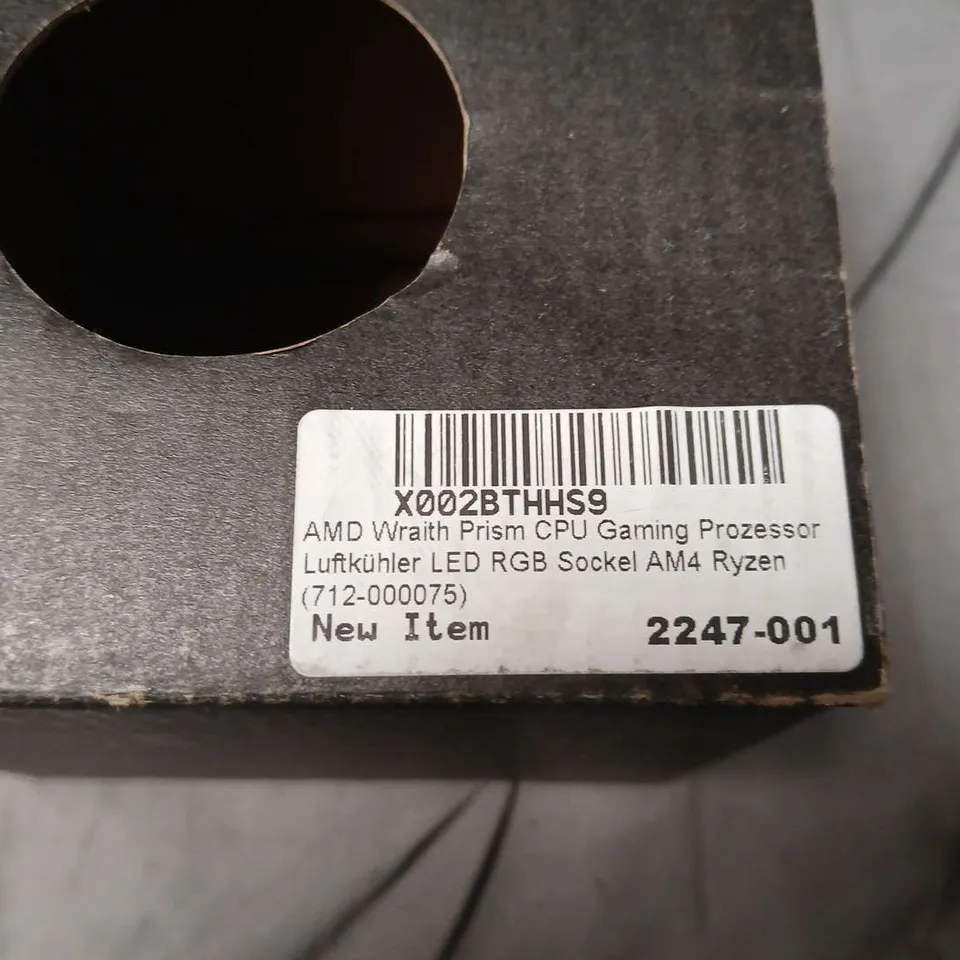 X002BTHHS9
AMD Wraith Prism CPU Gaming Prozessor
Luftkühler LED RGB Sockel AM4 Ryzen
(712-000075)
New Item 2247-001